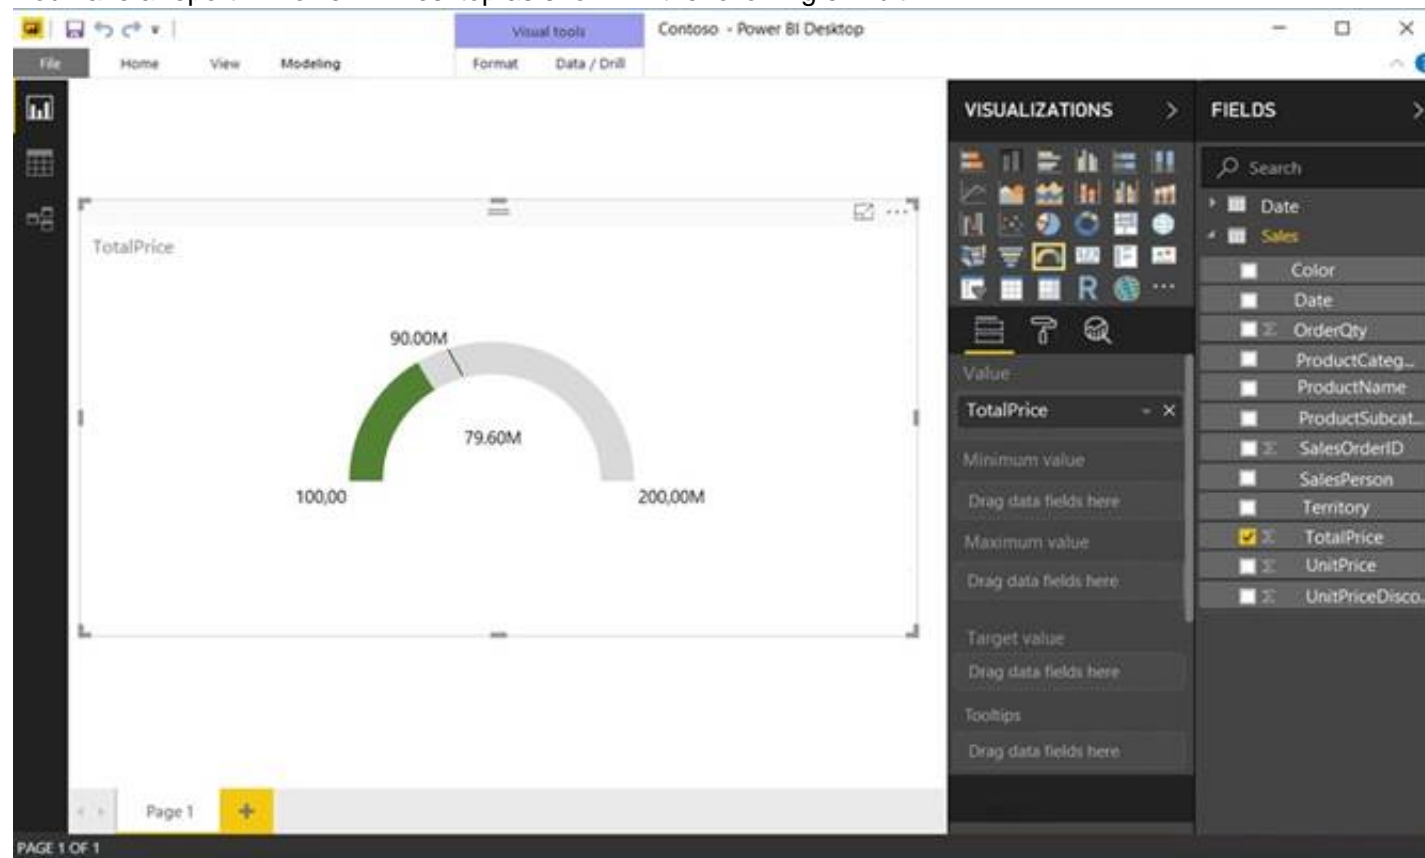 Contoso - Power BI Desktop
Visual tools
File Home View Modeling Format Data / Drill
VISUALIZATIONS
FIELDS
Search
Date
Sales
Color
Date
OrderQty
ProductCateg...
ProductName
ProductSubcat...
SalesOrderID
SalesPerson
Territory
TotalPrice
UnitPrice
UnitPriceDisco..
TotalPrice
90.00M
79.60M
100,00
200,00M
R
Value
TotalPrice
Minimum value
Drag data fields here
Maximum value
Drag data fields here
Target value
Drag data fields here
Tooltips
Drag data fields here
Page 1
PAGE 1 OF 1